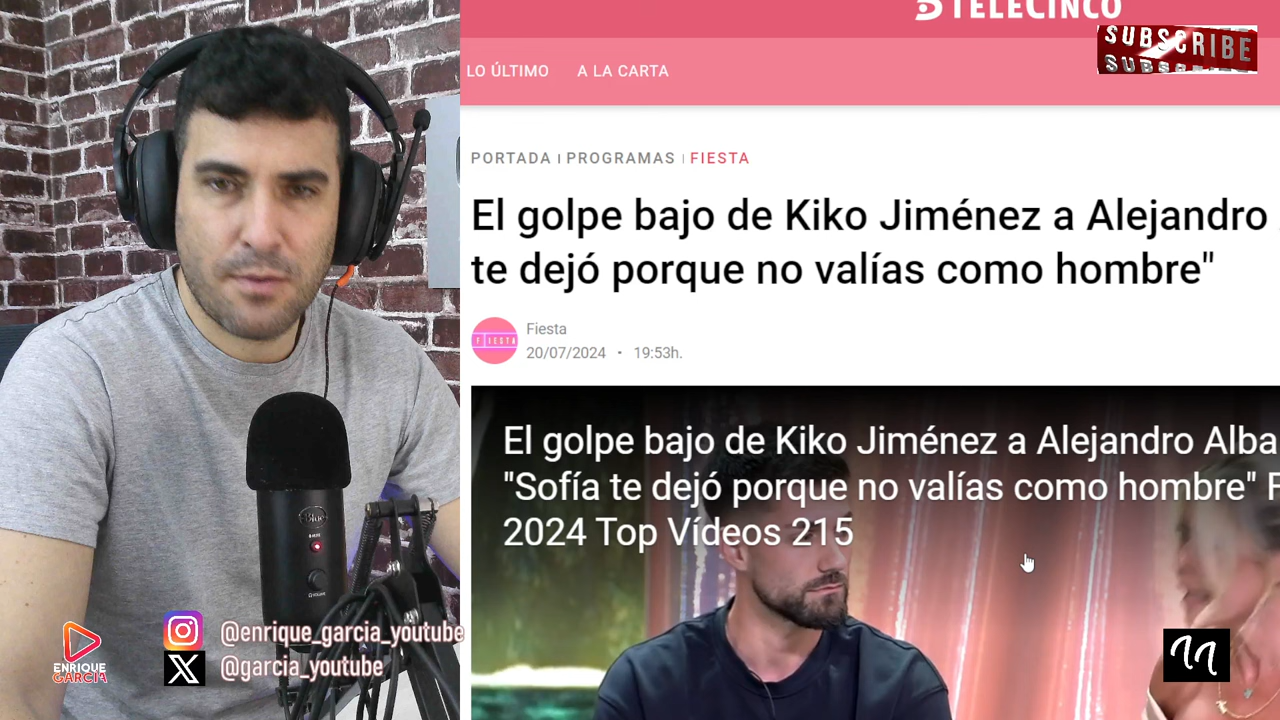 TELECINCO
SUBSCRIBE
LO ÚLTIMO A LA CARTA
PORTADA | PROGRAMAS | FIESTA
El golpe bajo de Kiko Jiménez a Alejandro
te dejó porque no valías como hombre"
Fiesta
20/07/2024 • 19:53h.
FIESTA
El golpe bajo de Kiko Jiménez a Alejandro Alba
"Sofía te dejó porque no valías como hombre" F
2024 Top Vídeos 215
Blue
@enrique_garcia_youtube
@garcia_youtube
ENRIQUE
GARCIA